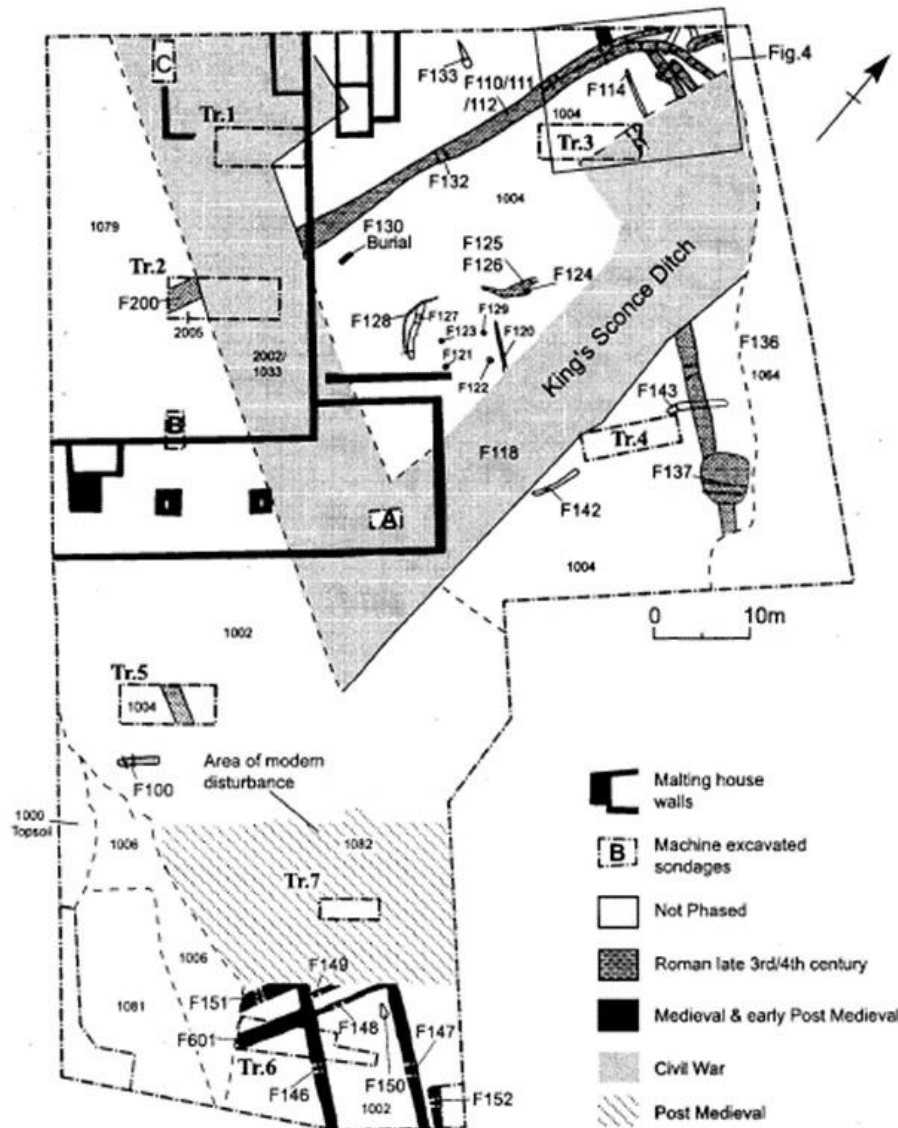 C
Tr.1
F133
F110/111
/112
F114
Fig.4
1004
Tr.3
F132
1004
1079
F130
Burial
F125
F126
F124
Tr.2
F200
2005
F128
F127
F129
F123
F120
F121
F122
2002/
1033
King's Sconce Ditch
F136
1064
F143
Tr.4
B
F118
F137
A
F142
1004
0 10m
1002
Tr.5
1004
Area of modern
disturbance
F100
1000
Topsoil
1006
1082
Tr.7
1006
1081
F149
F151
F148
F147
F601
Tr.6
F146
F150
1002
F152
Malting house
walls
B
Machine excavated
sondages
Not Phased
Roman late 3rd/4th century
Medieval & early Post Medieval
Civil War
Post Medieval